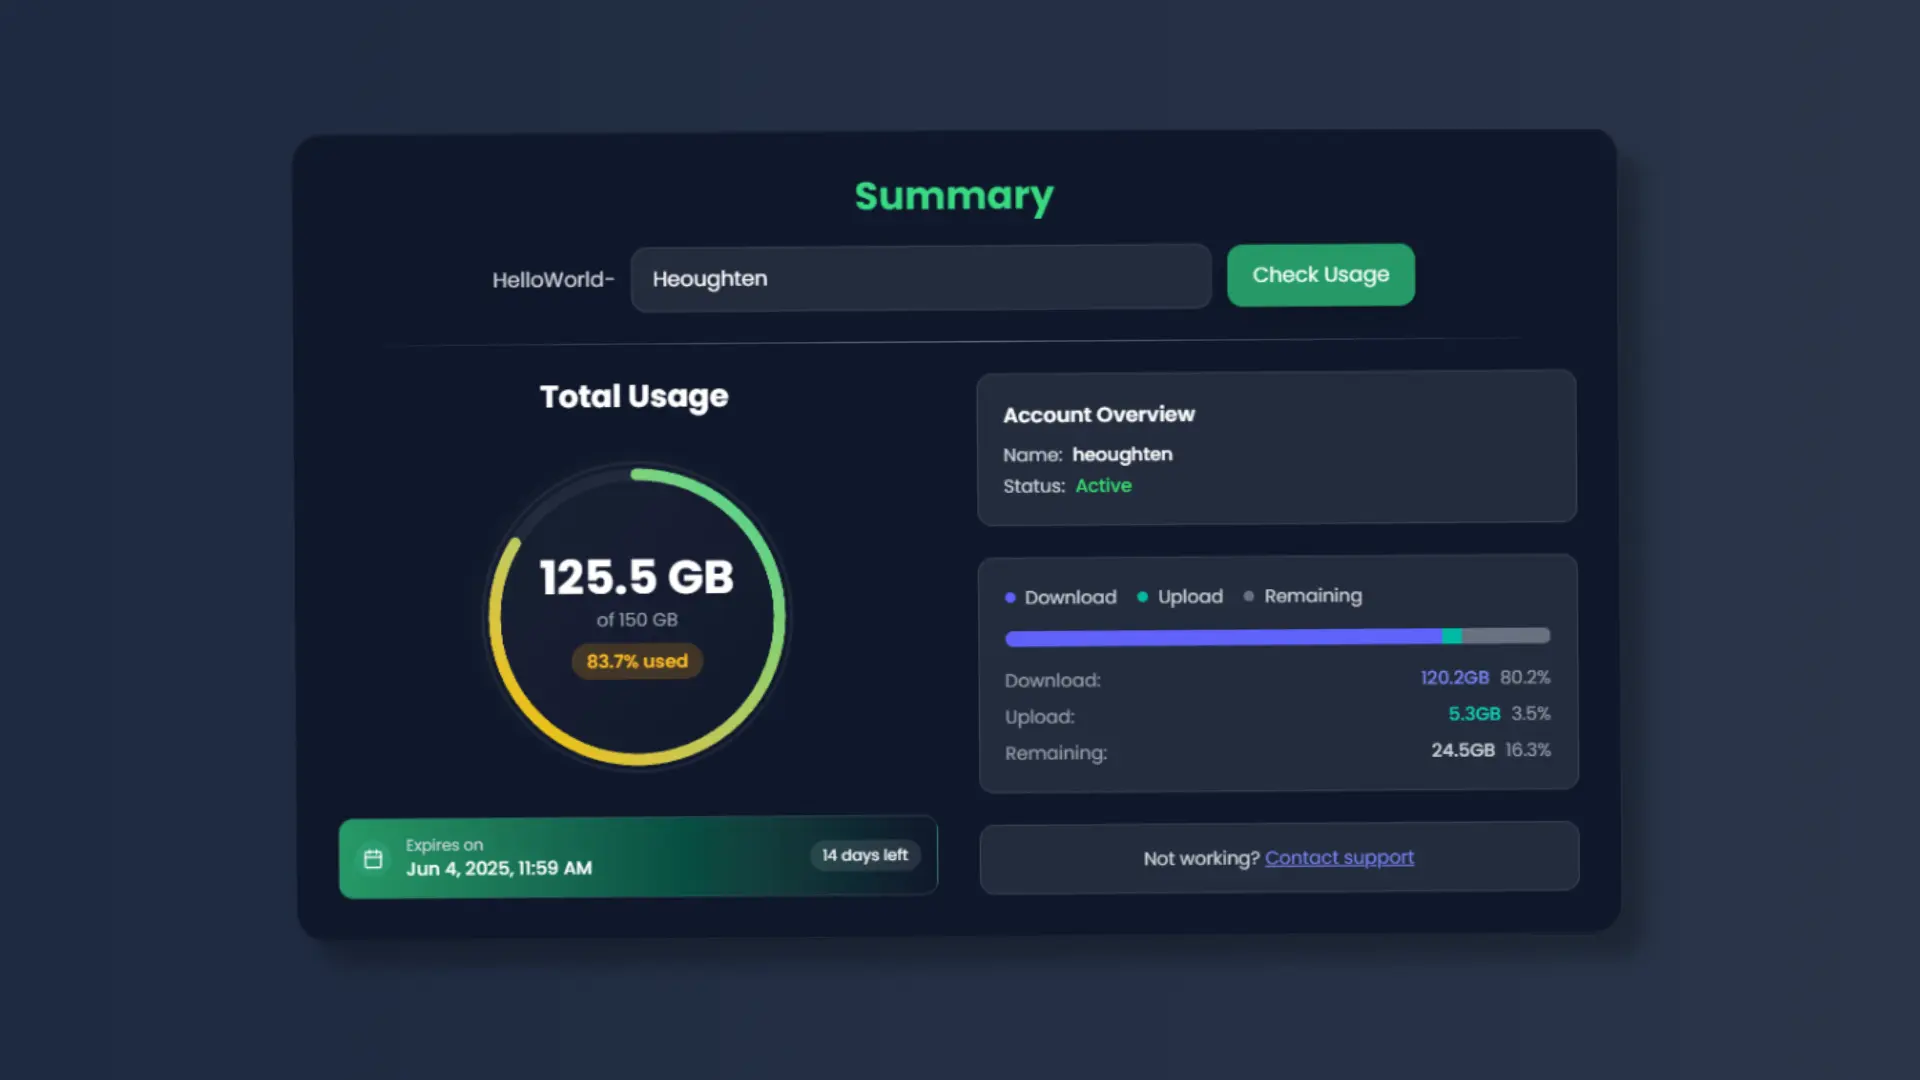 Summary
HelloWorld- Heoughten Check Usage
Total Usage
125.5 GB
of 150 GB
83.7% used
Expires on
Jun 4, 2025, 11:59 AM
14 days left
Account Overview
Name: heoughten
Status: Active
Download Upload Remaining
Download: 120.2GB 80.2%
Upload: 5.3GB 3.5%
Remaining: 24.5GB 16.3%
Not working? Contact support